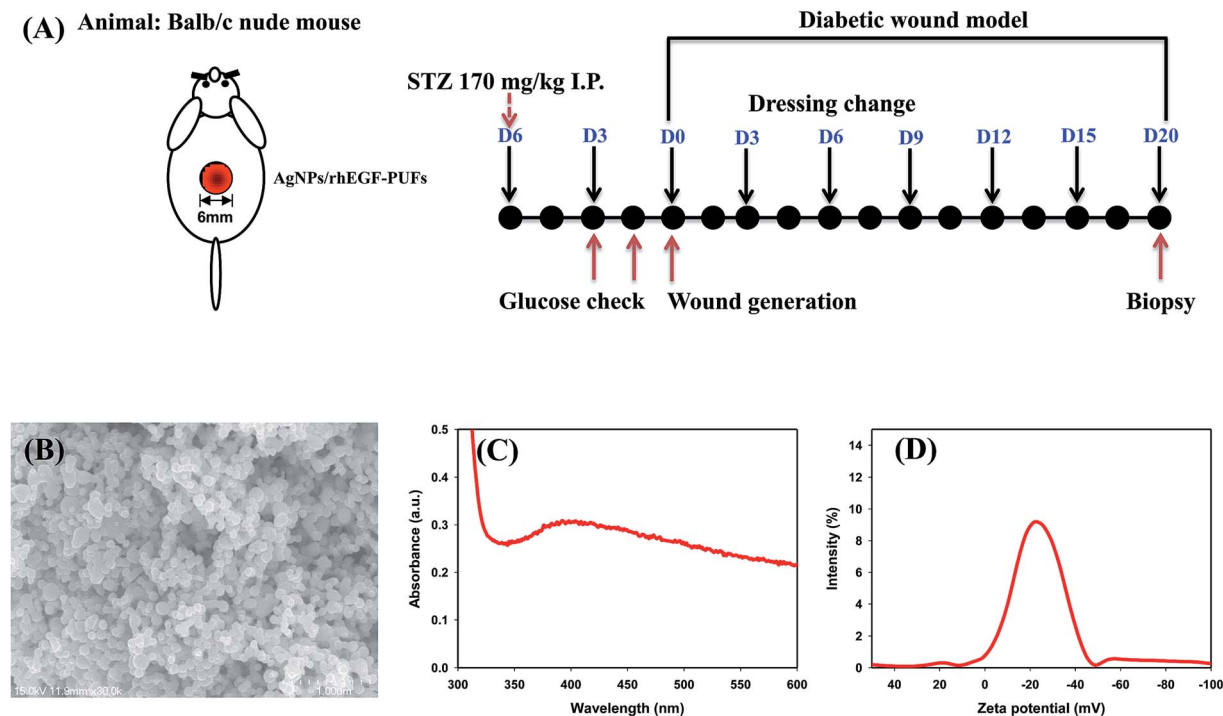 (A) Animal: Balb/c nude mouse
Diabetic wound model
STZ 170 mg/kg I.P.
Dressing change
D6 D3 D0 D3 D6 D9 D12 D15 D20
AgNPs/rhEGF-PUFs
6mm
Glucose check Wound generation Biopsy
(B)
15.0kV 11.9mm x30.0k 1.00um
(C)
Absorbance (a.u.)
0.5
0.4
0.3
0.2
0.1
0.0
300 350 400 450 500 550 600
Wavelength (nm)
(D)
Intensity (%)
14
12
10
8
6
4
2
0
40 20 0 -20 -40 -60 -80 -100
Zeta potential (mV)